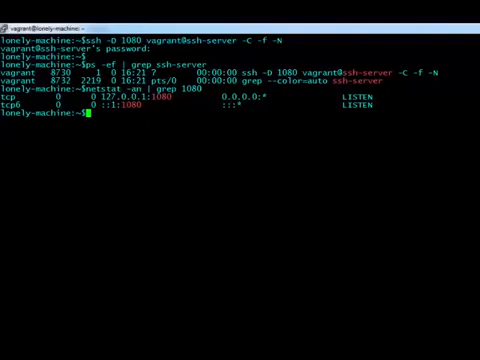 vagrant@lonely-machine: ~
lonely-machine:~$ssh -D 1080 vagrant@ssh-server -C -f -N
vagrant@ssh-server's password:
lonely-machine:~$
lonely-machine:~$ps -ef | grep ssh-server
vagrant 8730 1 0 16:21 ? 00:00:00 ssh -D 1080 vagrant@ssh-server -C -f -N
vagrant 8732 2219 0 16:21 pts/0 00:00:00 grep --color=auto ssh-server
lonely-machine:~$netstat -an | grep 1080
tcp 0 0 127.0.0.1:1080 0.0.0.0:* LISTEN
tcp6 0 0 ::1:1080 :::* LISTEN
lonely-machine:~$